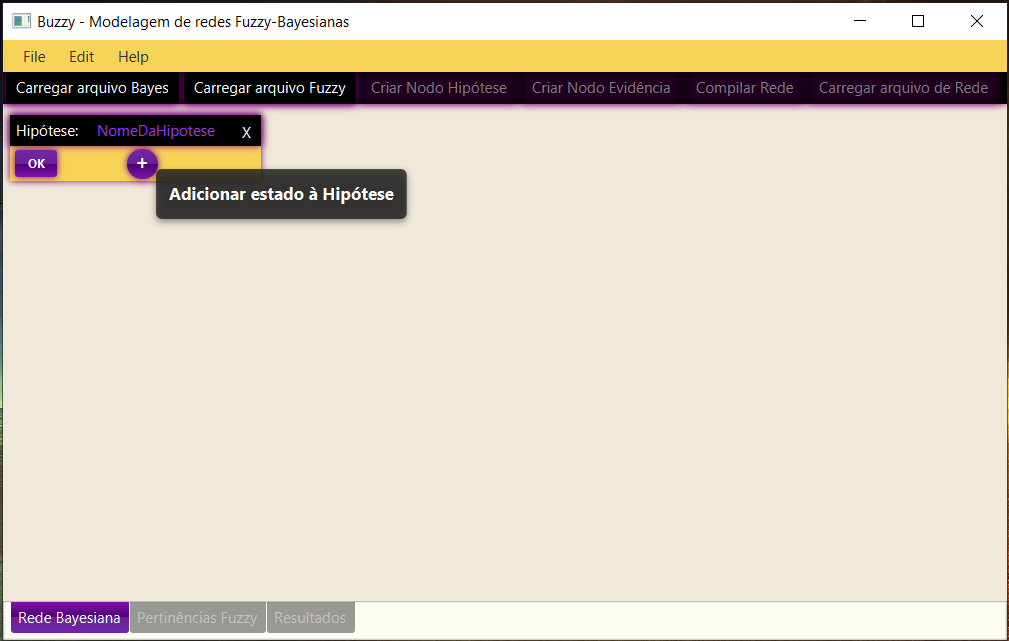 Buzzy - Modelagem de redes Fuzzy-Bayesianas
File Edit Help
Carregar arquivo Bayes Carregar arquivo Fuzzy Criar Nodo Hipótese Criar Nodo Evidência Compilar Rede Carregar arquivo de Rede
Hipótese: NomeDaHipotese X
OK +
Adicionar estado à Hipótese
Rede Bayesiana Pertinências Fuzzy Resultados